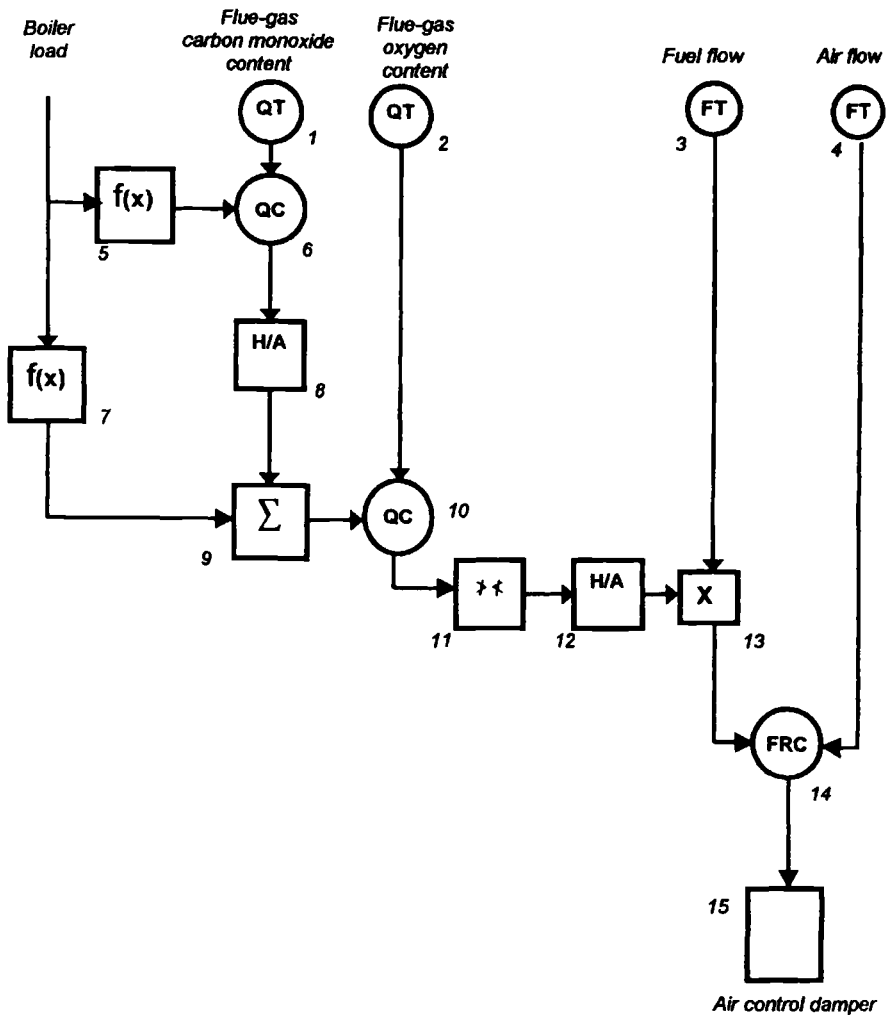 Boiler
load
Flue-gas
carbon monoxide
content
Flue-gas
oxygen
content
Fuel flow
Air flow
QT
1
QT
2
FT
3
FT
4
f(x)
5
QC
6
f(x)
7
H/A
8
Σ
9
QC
10
11
H/A
12
X
13
FRC
14
15
Air control damper